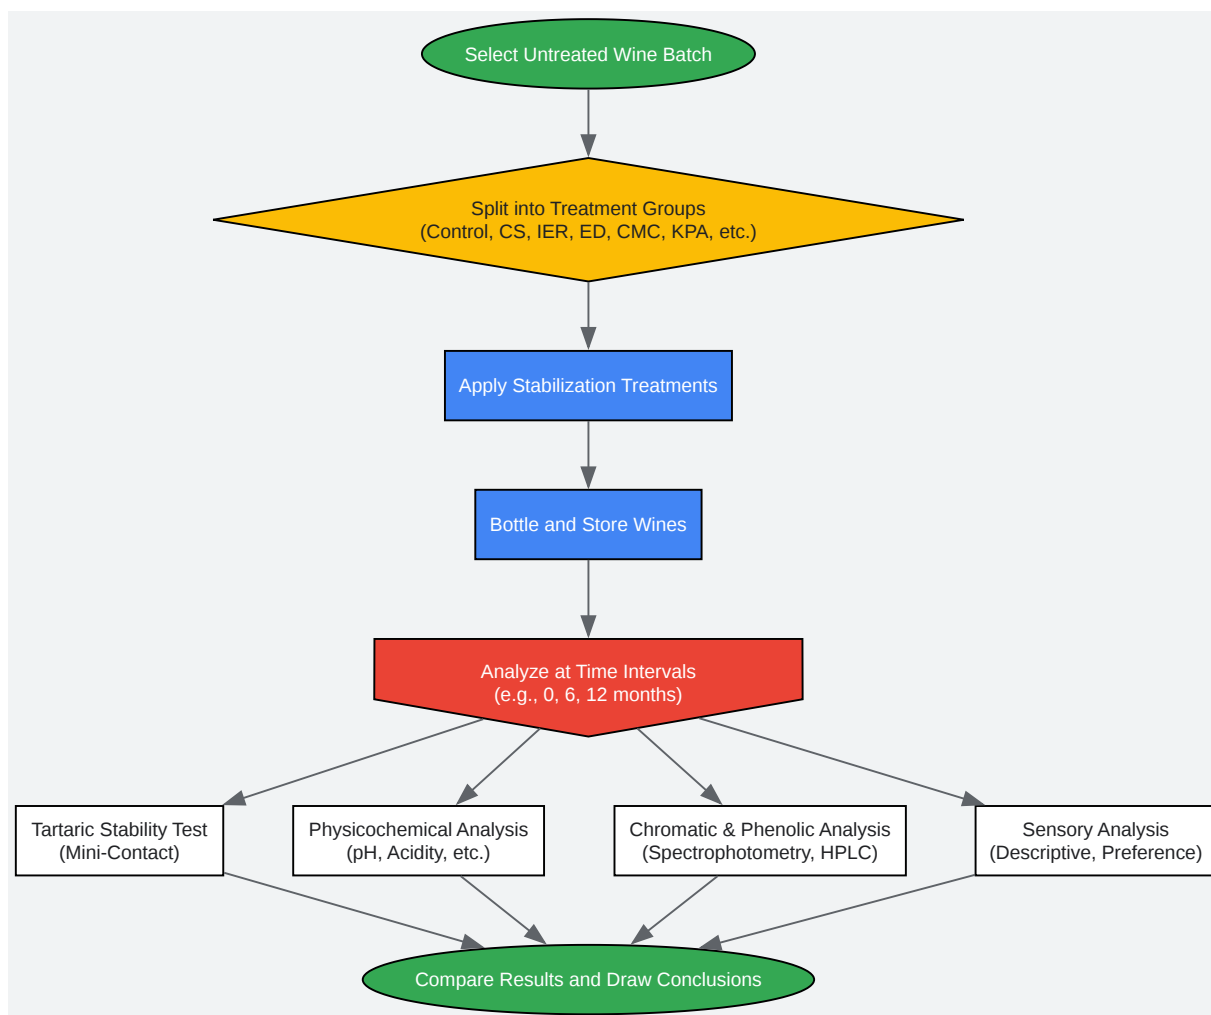 Select Untreated Wine Batch
Split into Treatment Groups
(Control, CS, IER, ED, CMC, KPA, etc.)
Apply Stabilization Treatments
Bottle and Store Wines
Analyze at Time Intervals
(e.g., 0, 6, 12 months)
Tartaric Stability Test
(Mini-Contact)
Physicochemical Analysis
(pH, Acidity, etc.)
Chromatic & Phenolic Analysis
(Spectrophotometry, HPLC)
Sensory Analysis
(Descriptive, Preference)
Compare Results and Draw Conclusions